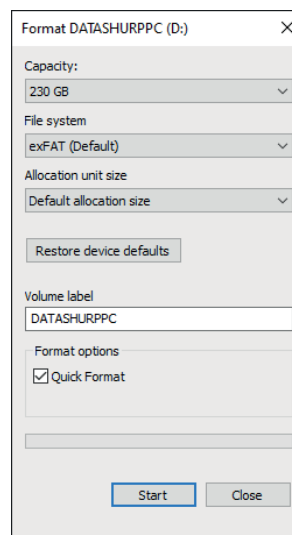 Format DATASHURPPC (D:)
Capacity:
230 GB
File system
exFAT (Default)
Allocation unit size
Default allocation size
Restore device defaults
Volume label
DATASHURPPC
Format options
Quick Format
Start
Close